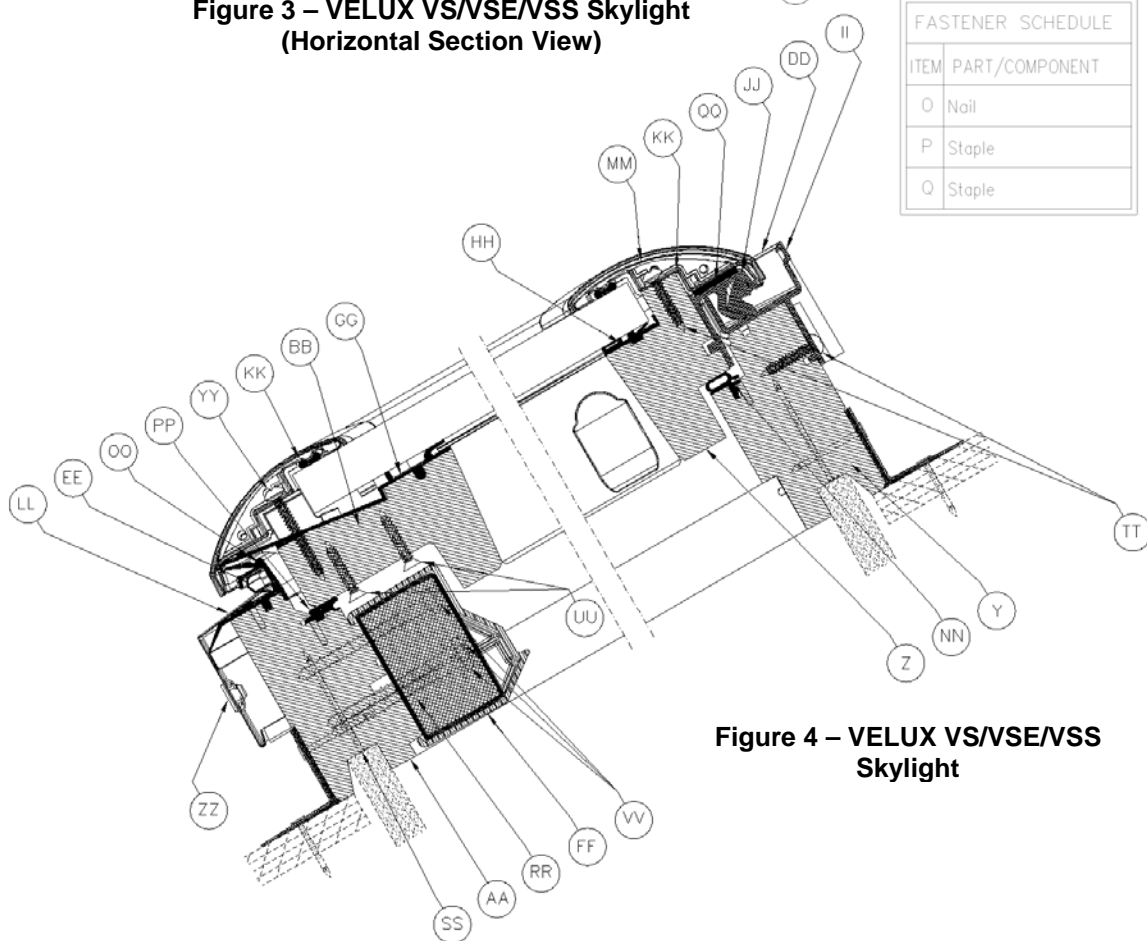 Figure 3 – VELUX VS/VSE/VSS Skylight
(Horizontal Section View)
FASTENER SCHEDULE
ITEM PART/COMPONENT
O Nail
P Staple
Q Staple
II
DD
JJ
QQ
KK
MM
HH
GG
BB
KK
YY
PP
OO
EE
LL
TT
UU
Y
NN
Z
Figure 4 – VELUX VS/VSE/VSS
Skylight
ZZ
VV
FF
RR
AA
SS